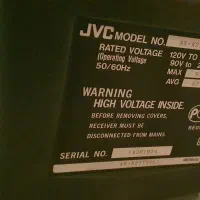 JVC MODEL NO.
RATED VOLTAGE 120V
(Operating Voltage 90V
50/60Hz MAX
AVG
WARNING
HIGH VOLTAGE INSIDE.
BEFORE REMOVING COVERS,
RECEIVER MUST BE
DISCONNECTED FROM MAINS.
SERIAL NO.